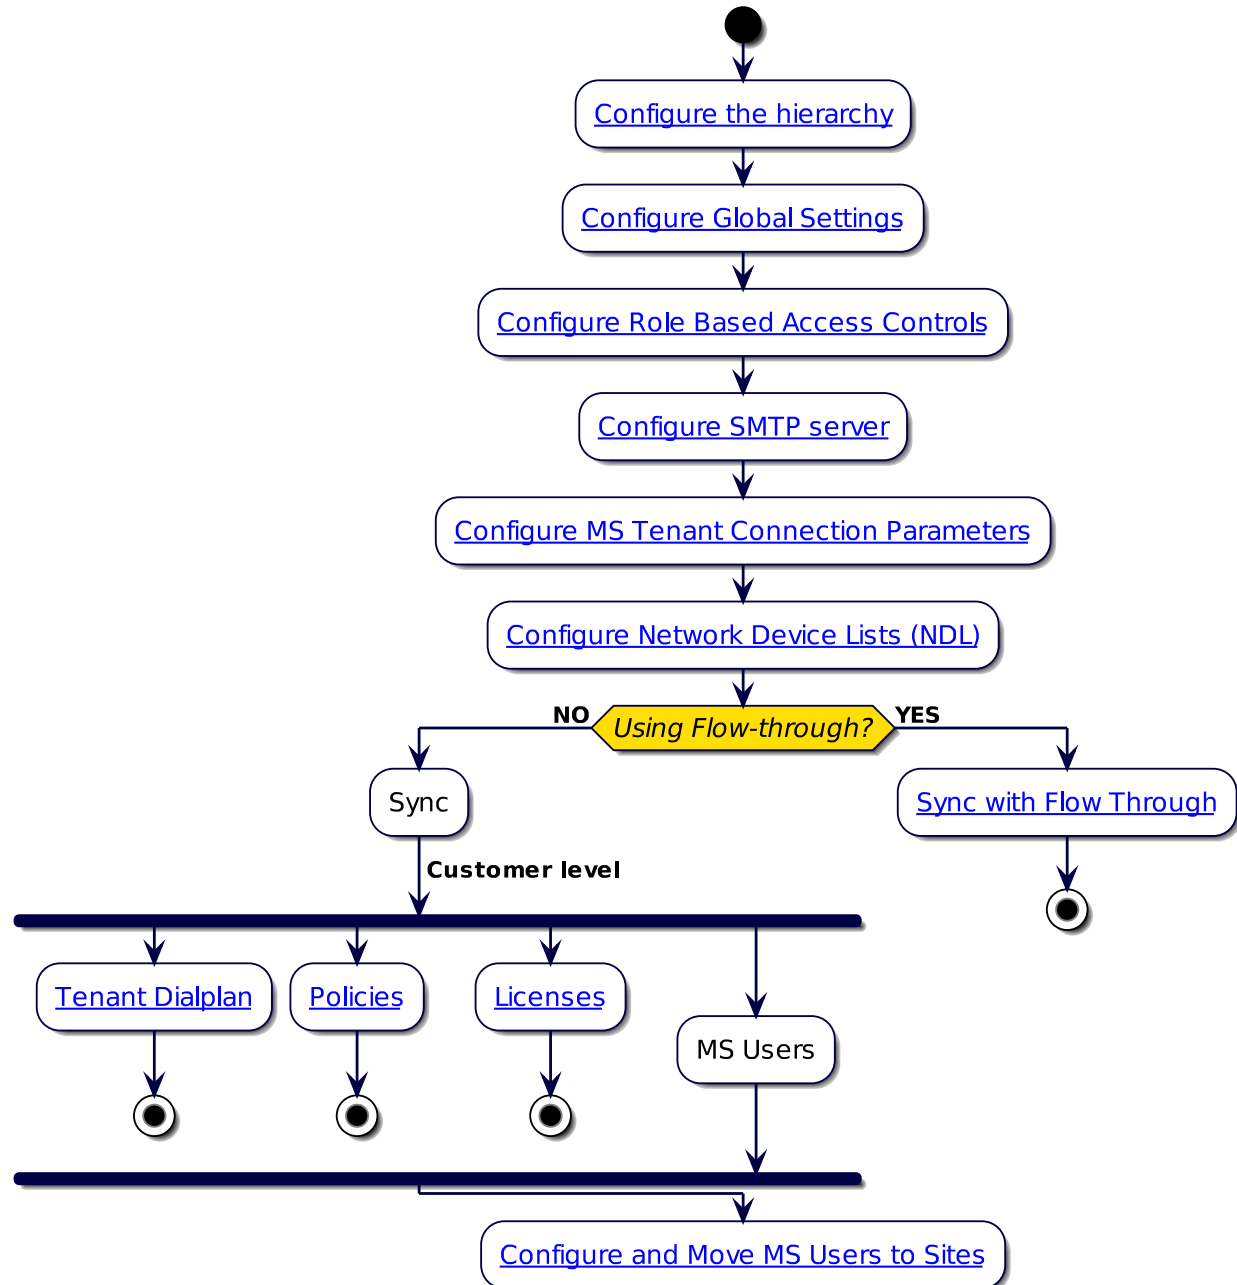 Configure the hierarchy
Configure Global Settings
Configure Role Based Access Controls
Configure SMTP server
Configure MS Tenant Connection Parameters
Configure Network Device Lists (NDL)
NO
Using Flow-through?
YES
Sync
Sync with Flow Through
Customer level
Tenant Dialplan
Policies
Licenses
MS Users
Configure and Move MS Users to Sites